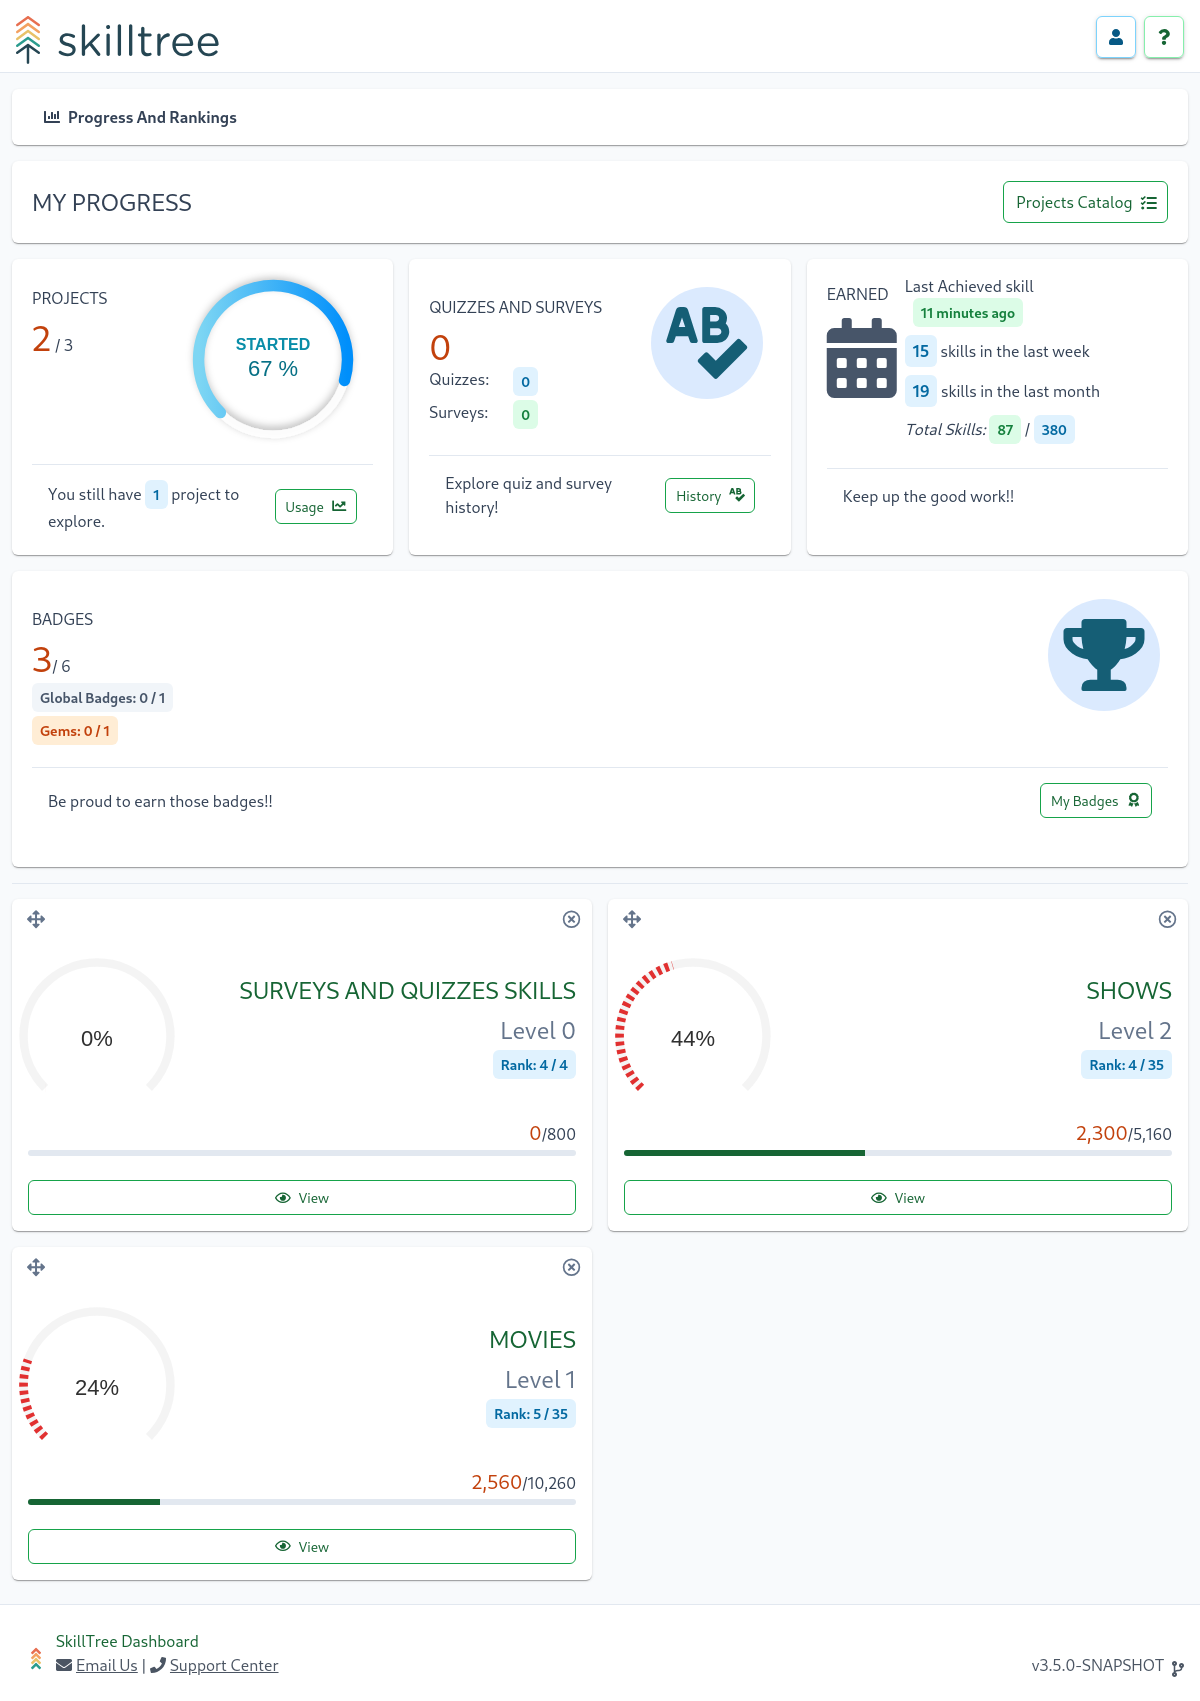 skilltree
?
Progress And Rankings
MY PROGRESS
Projects Catalog
PROJECTS
2 / 3
STARTED
67 %
You still have 1 project to
explore.
Usage
QUIZZES AND SURVEYS
0
Quizzes: 0
Surveys: 0
AB
Explore quiz and survey
history!
History AB
EARNED
Last Achieved skill
11 minutes ago
15 skills in the last week
19 skills in the last month
Total Skills: 87 / 380
Keep up the good work!!
BADGES
3/ 6
Global Badges: 0 / 1
Gems: 0 / 1
Be proud to earn those badges!!
My Badges
0%
SURVEYS AND QUIZZES SKILLS
Level 0
Rank: 4 / 4
0/800
View
44%
SHOWS
Level 2
Rank: 4 / 35
2,300/5,160
View
24%
MOVIES
Level 1
Rank: 5 / 35
2,560/10,260
View
SkillTree Dashboard
Email Us | Support Center
v3.5.0-SNAPSHOT